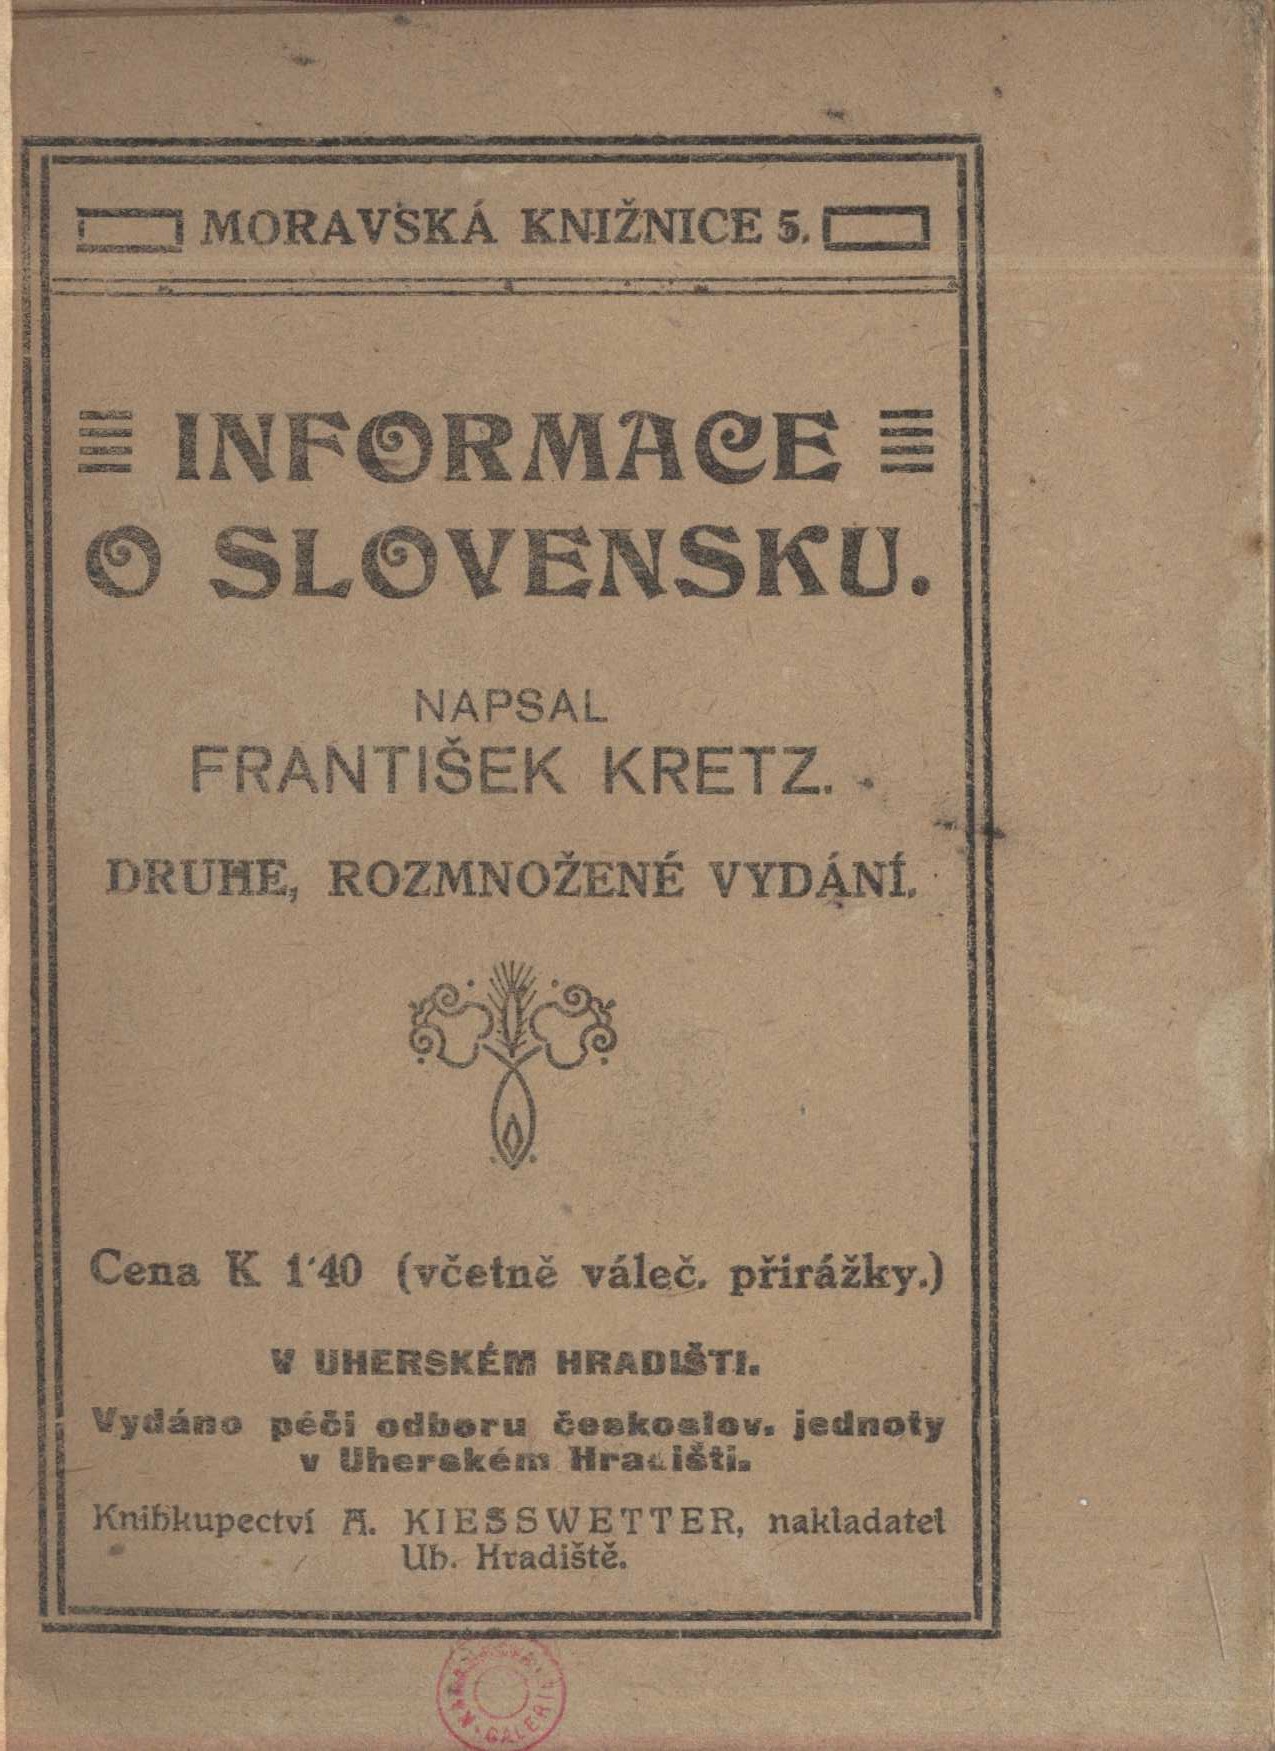 MORAVSKÁ KNIŽNICE 5.
INFORMACE
O SLOVENSKU.
NAPSAL
FRANTIŠEK KRETZ.
DRUHE, ROZMNOŽENÉ VYDÁNÍ.
Cena K 1·40 (včetně váleč. přirážky.)
V UHERSKÉM HRADIŠTI.
Vydáno péči odboru českoslov. jednoty
v Uherském Hradišti.
Knihkupectví A. KIESSWETTER, nakladatel
Uh. Hradiště.
GALERI